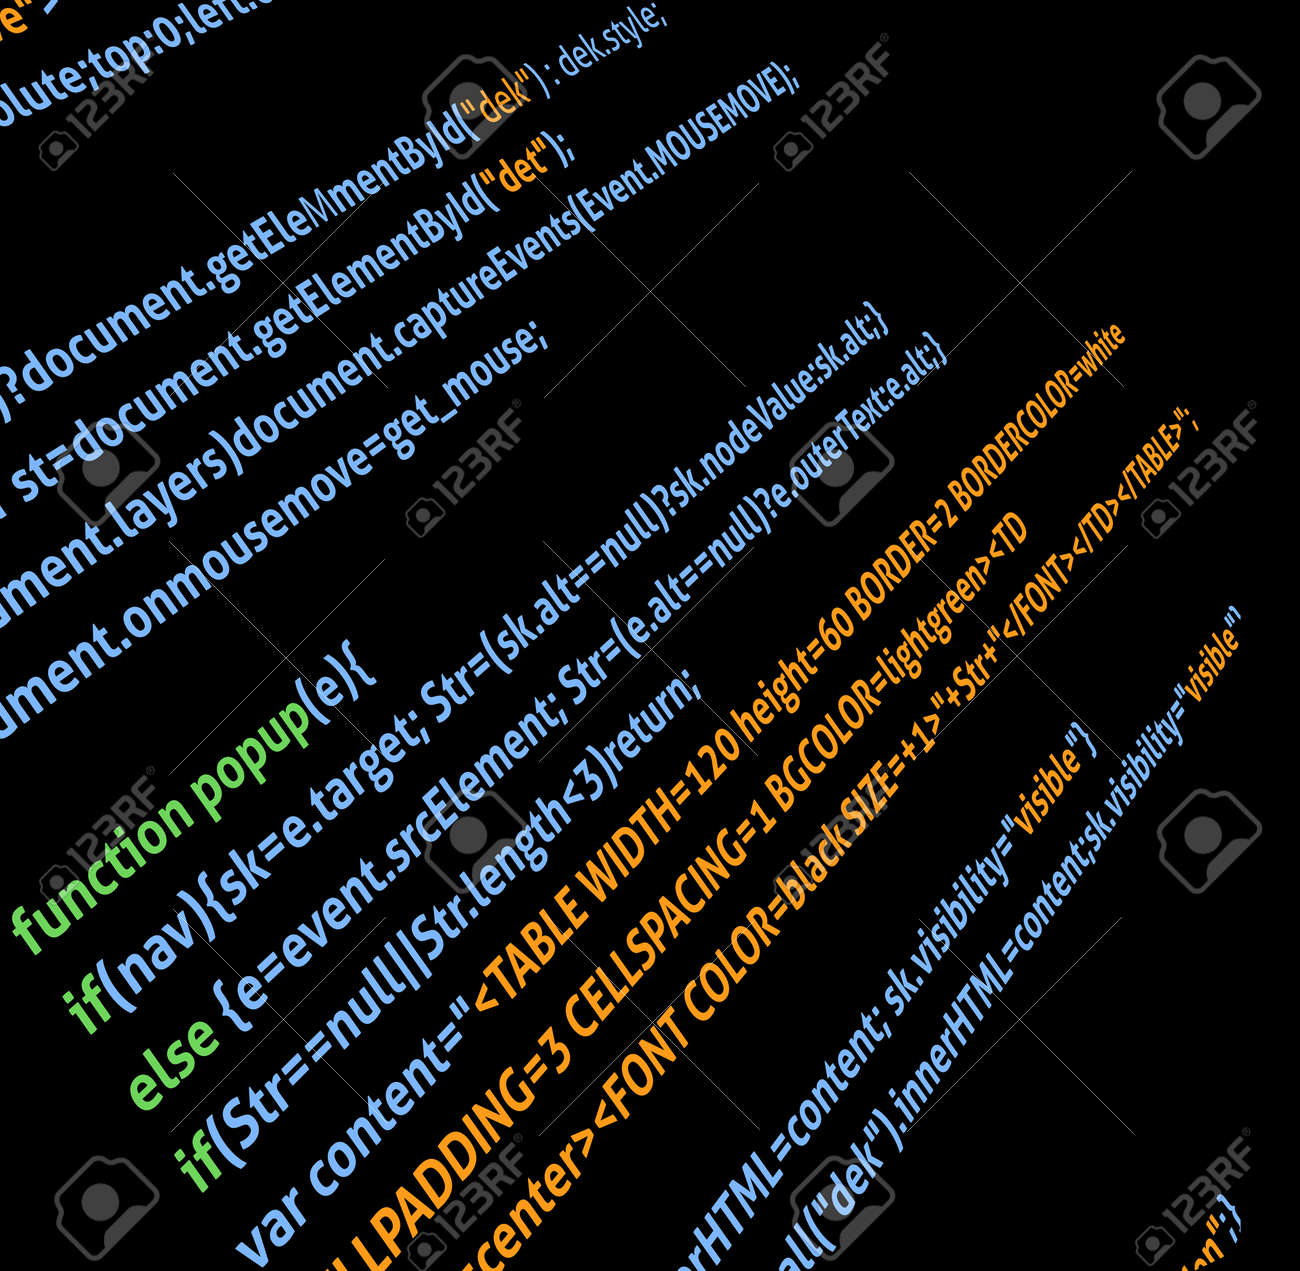 e"
olute;top:0;left:
)?document.getEleMmentById("dek") : dek.style;
st=document.getElementById("det");
ument.layers)document.captureEvents(Event.MOUSEMOVE);
ument.onmousemove=get_mouse;
function popup(e){
if(nav){sk=e.target; Str=(sk.alt==null)?sk.nodeValue:sk.alt;}
else {e=event.srcElement; Str=(e.alt==null)?e.outerText:e.alt;}
if(Str==null||Str.length<3)return;
var content="<TABLE WIDTH=120 height=60 BORDER=2 BORDERCOLOR=white
LLPADDING=3 CELLSPACING=1 BGCOLOR=lightgreen><TD
=center><FONT COLOR=black SIZE=+1>"+Str+"</FONT></TD></TABLE>";
erHTML=content; sk.visibility="visible"}
all("dek").innerHTML=content;sk.visibility="visible"
en";}
123RF
123RF
123RF
123RF
123RF
123RF
123RF
123RF